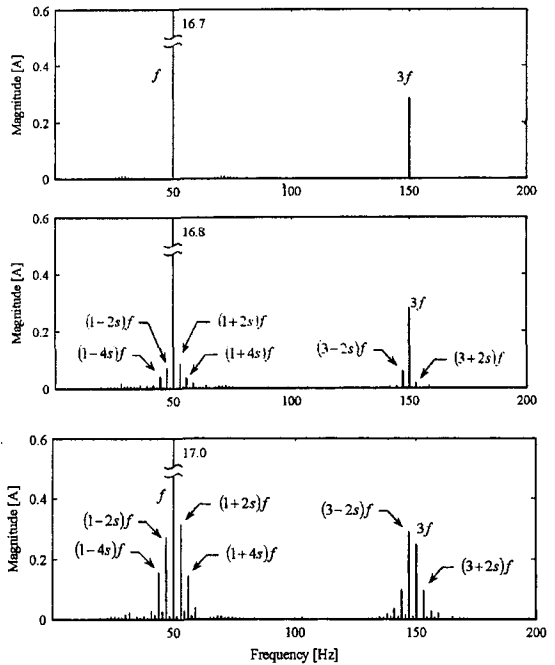 0.6
16.7
f
3f
0.4
0.2
0
50
100
150
200
Magnitude [A]
0.6
16.8
0.4
(1−2s)f
(1+2s)f
(1−4s)f
(1+4s)f
3f
(3−2s)f
(3+2s)f
0.2
0
50
100
150
200
Magnitude [A]
0.6
17.0
f
0.4
(1−2s)f
(1+2s)f
(1−4s)f
(1+4s)f
(3−2s)f
3f
(3+2s)f
0.2
0
50
100
150
200
Magnitude [A]
Frequency [Hz]